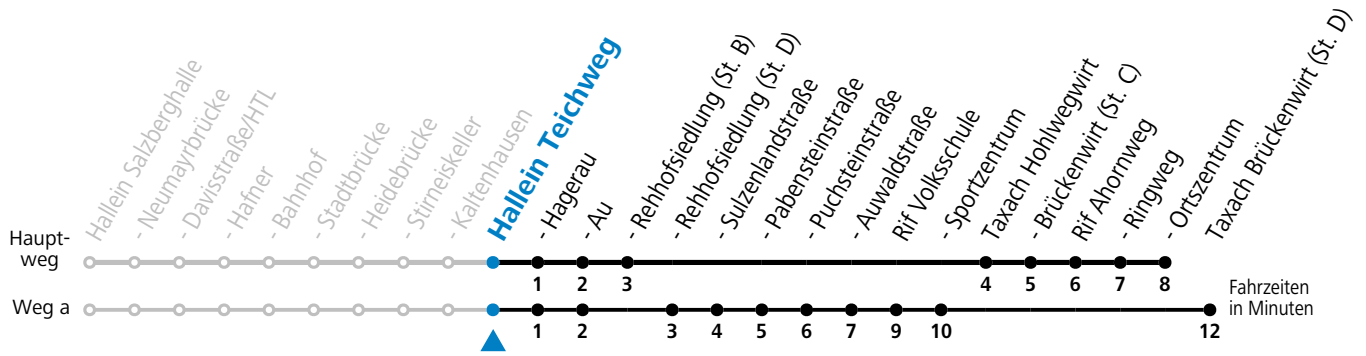 Hallein Salzberghalle
- Neumayrbrücke
- Davisstraße/HTL
- Hafner
- Bahnhof
- Stadtbrücke
- Heidebrücke
- Stirneiskeller
- Kaltenhausen
Hallein Teichweg
- Hagerau
- Au
- Rehhofsiedlung (St. B)
- Rehhofsiedlung (St. D)
- Sulzenlandstraße
- Pabensteinstraße
- Puchsteinstraße
- Auwaldstraße
Rif Volksschule
- Sportzentrum
Taxach Hohlwegwirt
- Brückenwirt (St. C)
Rif Ahornweg
- Ringweg
- Ortszentrum
Taxach Brückenwirt (St. D)
Haupt-
weg
1 2 3 4 5 6 7 8
Weg a
1 2 3 4 5 6 7 9 10 12
Fahrzeiten
in Minuten